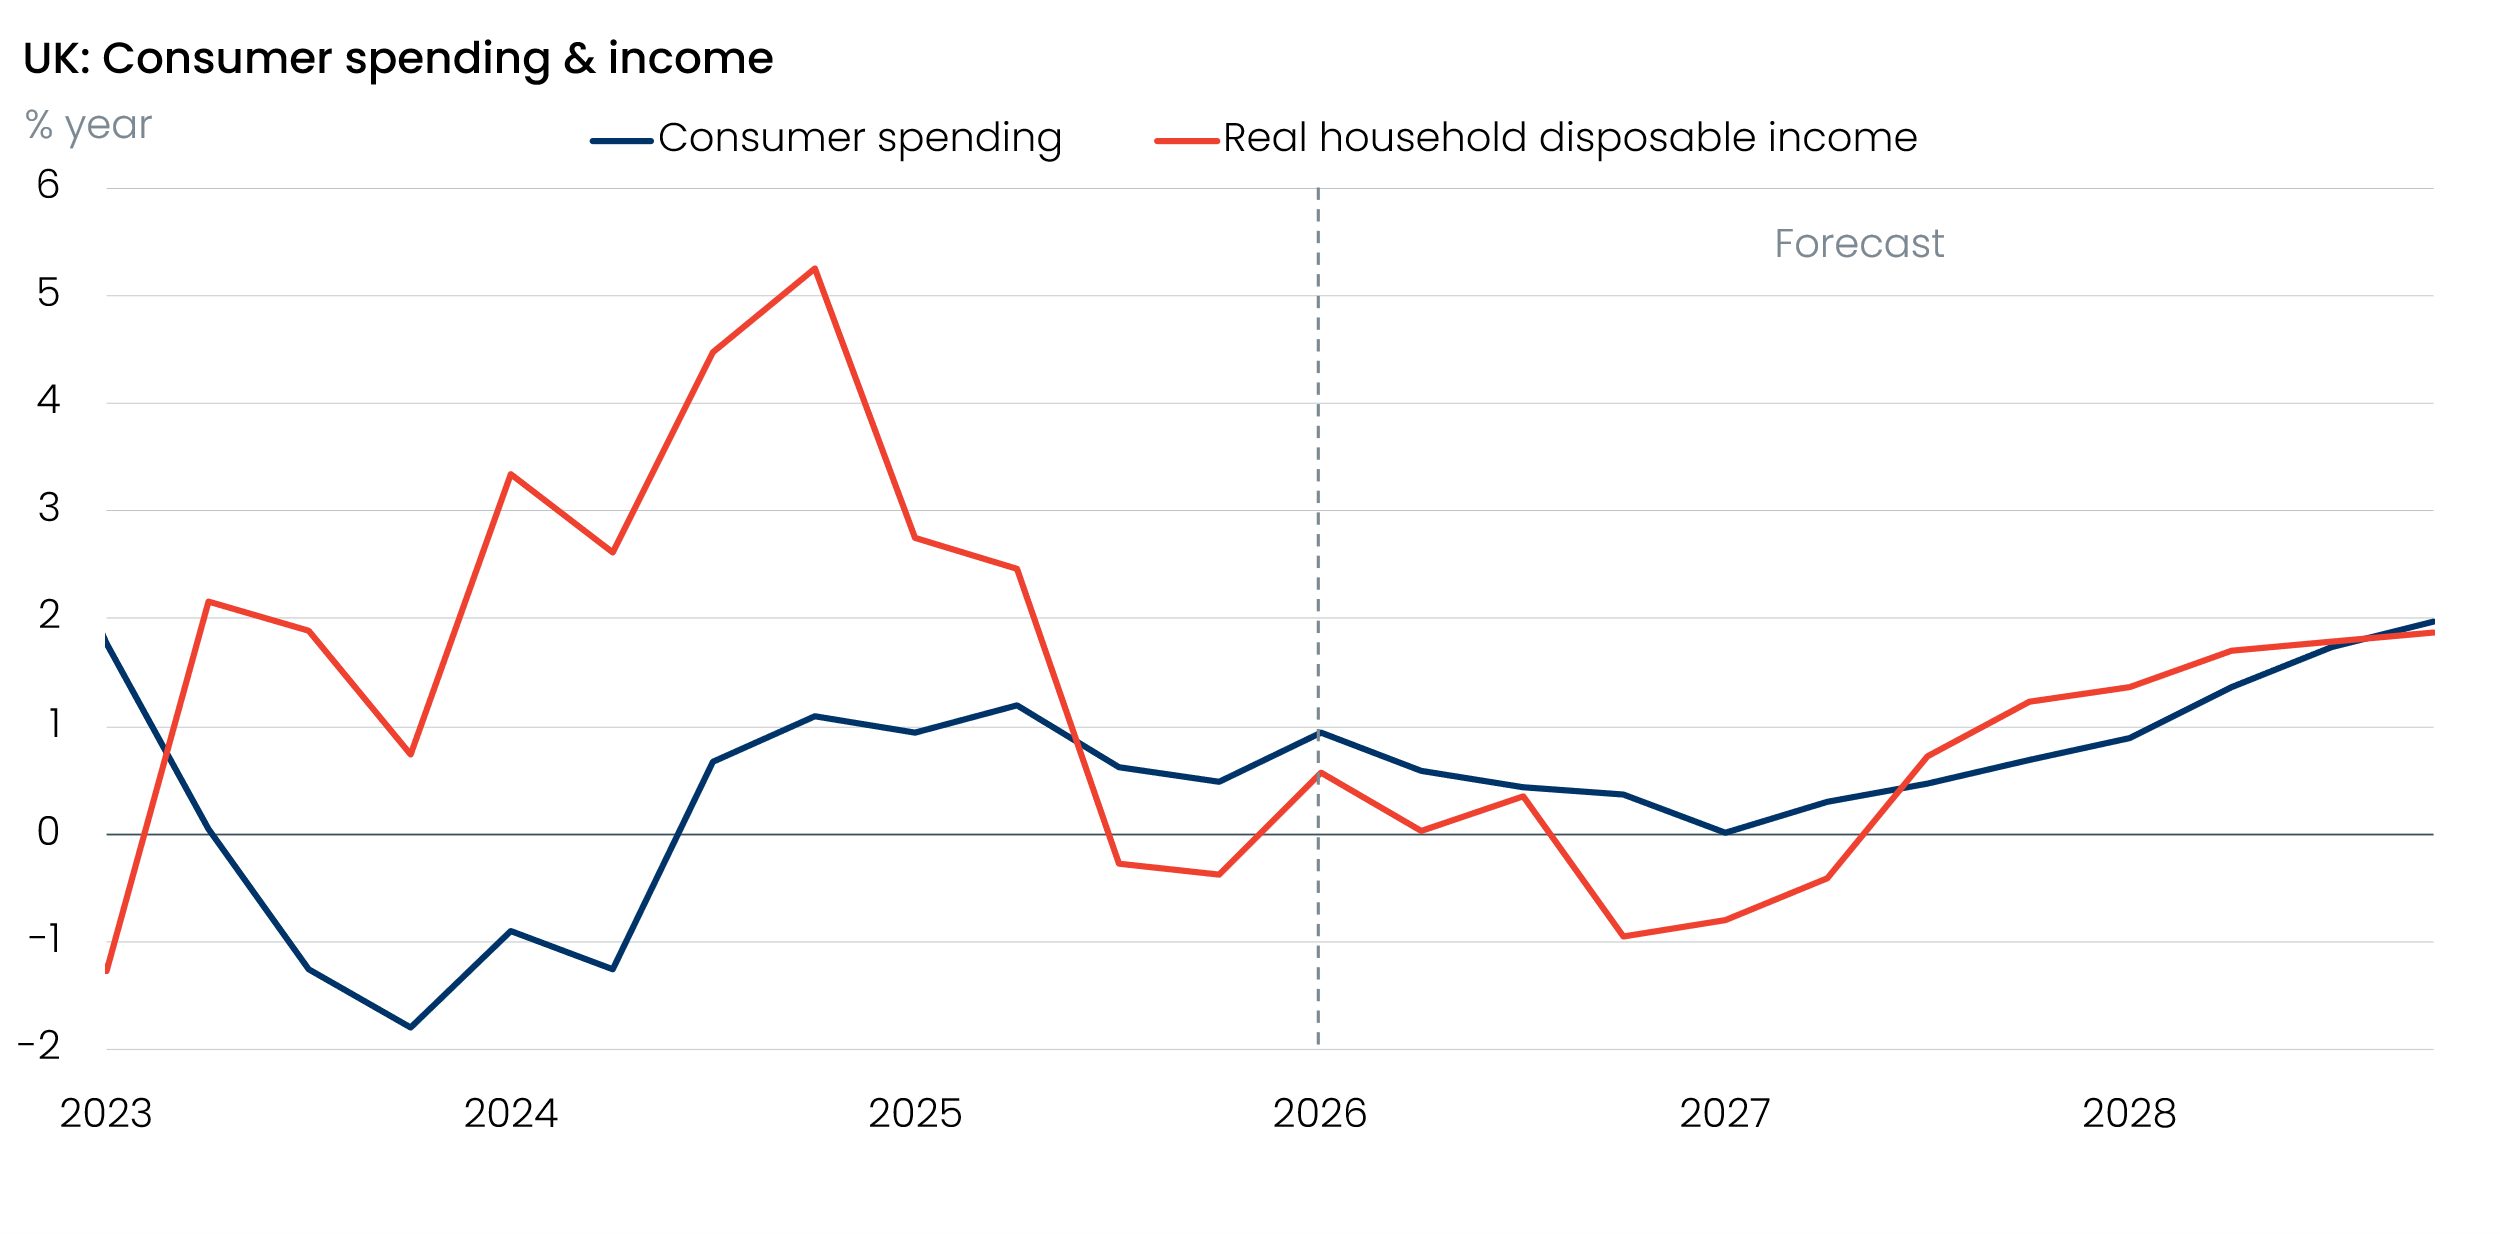 UK: Consumer spending & income
% year
Consumer spending
Real household disposable income
Forecast
6
5
4
3
2
1
0
-1
-2
2023 2024 2025 2026 2027 2028